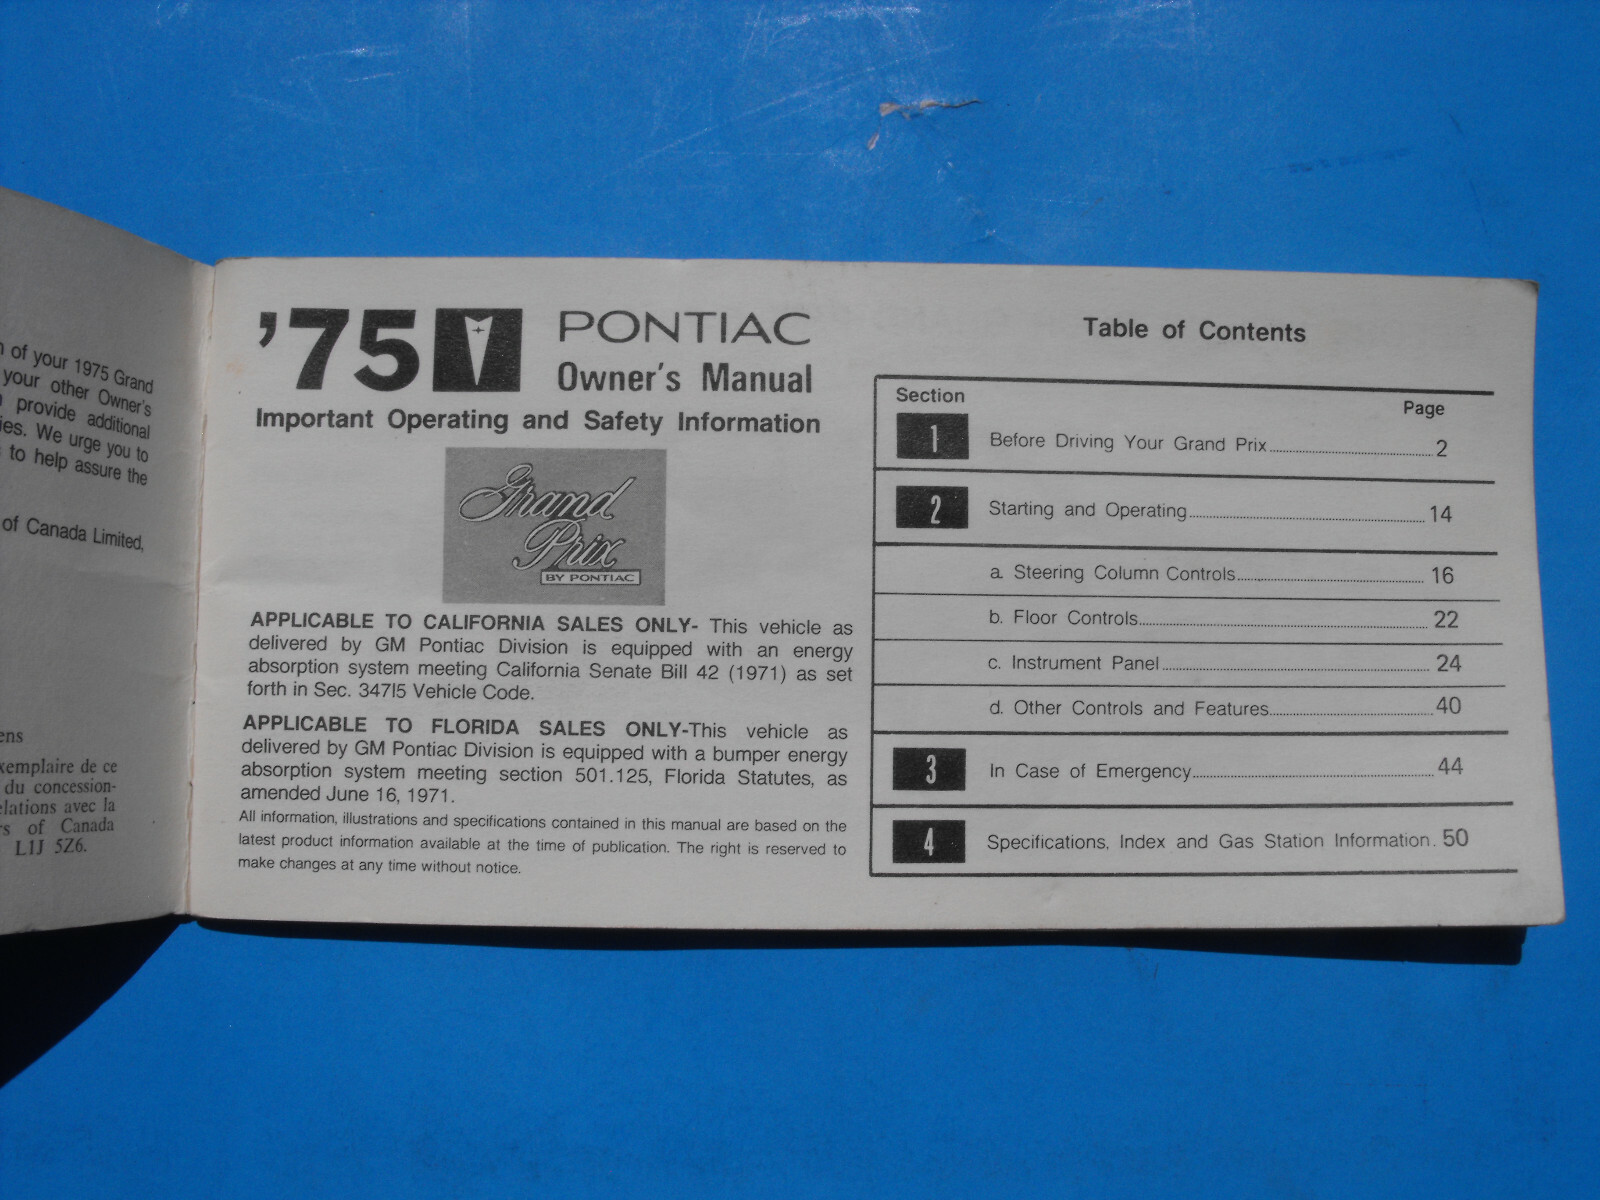 of your 1975 Grand
your other Owner's
provide additional
We urge you to
to help assure the
of Canada Limited,
xemplaire de ce
du concession-
elations avec la
of Canada
L1J 5Z6.
'75 PONTIAC
Owner's Manual
Important Operating and Safety Information
Grand
Prix
BY PONTIAC
APPLICABLE TO CALIFORNIA SALES ONLY- This vehicle as
delivered by GM Pontiac Division is equipped with an energy
absorption system meeting California Senate Bill 42 (1971) as set
forth in Sec. 347I5 Vehicle Code.
APPLICABLE TO FLORIDA SALES ONLY-This vehicle as
delivered by GM Pontiac Division is equipped with a bumper energy
absorption system meeting section 501.125, Florida Statutes, as
amended June 16, 1971.
All information, illustrations and specifications contained in this manual are based on the
latest product information available at the time of publication. The right is reserved to
make changes at any time without notice.
Table of Contents
Section Page
1 Before Driving Your Grand Prix 2
2 Starting and Operating 14
a. Steering Column Controls 16
b. Floor Controls 22
c. Instrument Panel 24
d. Other Controls and Features 40
3 In Case of Emergency 44
4 Specifications, Index and Gas Station Information. 50